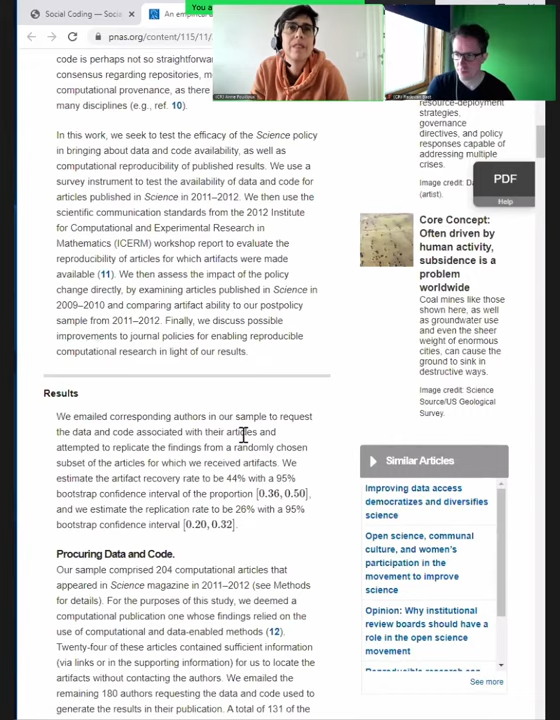 You a
Social Coding — Socia
An empirical
pnas.org/content/115/11/
code is perhaps not so straightforwar
consensus regarding repositories, m
computational provenance, as there
many disciplines (e.g., ref. 10).
In this work, we seek to test the efficacy of the Science policy
in bringing about data and code availability, as well as
computational reproducibility of published results. We use a
survey instrument to test the availability of data and code for
articles published in Science in 2011–2012. We then use the
scientific communication standards from the 2012 Institute
for Computational and Experimental Research in
Mathematics (ICERM) workshop report to evaluate the
reproducibility of articles for which artifacts were made
available (11). We then assess the impact of the policy
change directly, by examining articles published in Science in
2009–2010 and comparing artifact ability to our postpolicy
sample from 2011–2012. Finally, we discuss possible
improvements to journal policies for enabling reproducible
computational research in light of our results.
Results
We emailed corresponding authors in our sample to request
the data and code associated with their articles and
attempted to replicate the findings from a randomly chosen
subset of the articles for which we received artifacts. We
estimate the artifact recovery rate to be 44% with a 95%
bootstrap confidence interval of the proportion [0.36, 0.50],
and we estimate the replication rate to be 26% with a 95%
bootstrap confidence interval [0.20, 0.32].
Procuring Data and Code.
Our sample comprised 204 computational articles that
appeared in Science magazine in 2011–2012 (see Methods
for details). For the purposes of this study, we deemed a
computational publication one whose findings relied on the
use of computational and data-enabled methods (12).
Twenty-four of these articles contained sufficient information
(via links or in the supporting information) for us to locate the
artifacts without contacting the authors. We emailed the
remaining 180 authors requesting the data and code used to
generate the results in their publication. A total of 131 of the
resource-deployment
strategies,
governance
directives, and policy
responses capable of
addressing multiple
crises.
Image credit: Da
(artist).
PDF
Help
Core Concept:
Often driven by
human activity,
subsidence is a
problem
worldwide
Coal mines like those
shown here, as well
as groundwater use
and even the sheer
weight of enormous
cities, can cause the
ground to sink in
destructive ways.
Image credit: Science
Source/US Geological
Survey.
Similar Articles
Improving data access
democratizes and diversifies
science
Open science, communal
culture, and women's
participation in the
movement to improve
science
Opinion: Why institutional
review boards should have a
role in the open science
movement
Reproducible research can
See more